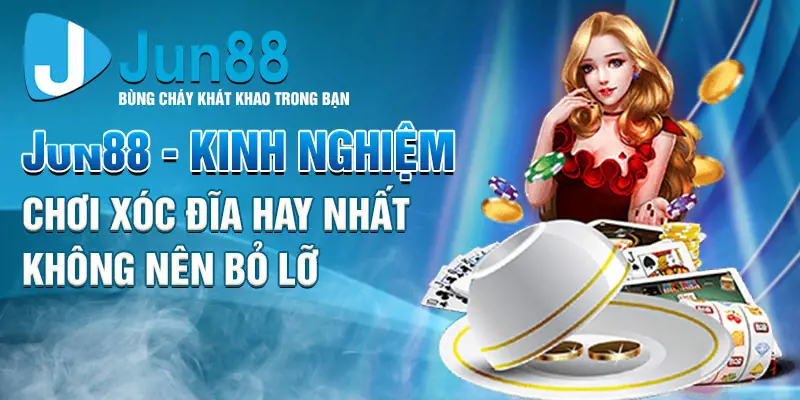 J Jun88
BÙNG CHÁY KHÁT KHAO TRONG BẠN
JUN88 - KINH NGHIỆM
CHƠI XÓC ĐĨA HAY NHẤT
KHÔNG NÊN BỎ LỠ